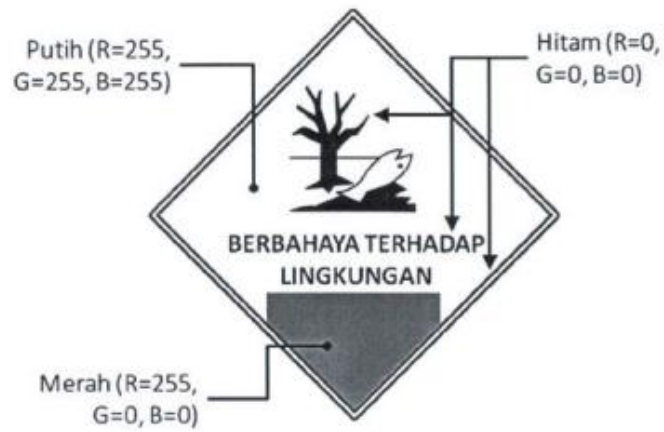 Putih (R=255,
G=255, B=255)
Hitam (R=0,
G=0, B=0)
BERBAHAYA TERHADAP
LINGKUNGAN
Merah (R=255,
G=0, B=0)